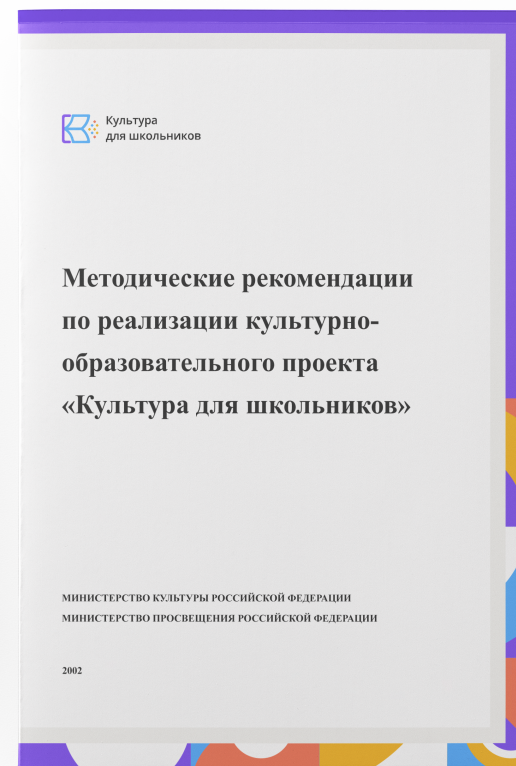 Культура
для школьников
Методические рекомендации
по реализации культурно-
образовательного проекта
«Культура для школьников»
МИНИСТЕРСТВО КУЛЬТУРЫ РОССИЙСКОЙ ФЕДЕРАЦИИ
МИНИСТЕРСТВО ПРОСВЕЩЕНИЯ РОССИЙСКОЙ ФЕДЕРАЦИИ
2002